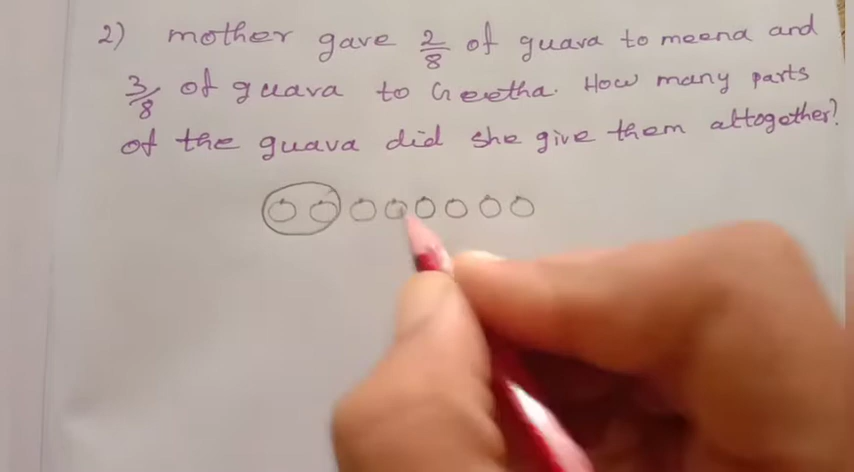 2) mother gave 2/8 of guava to meena and
3/8 of guava to Geetha. How many parts
of the guava did she give them altogether?